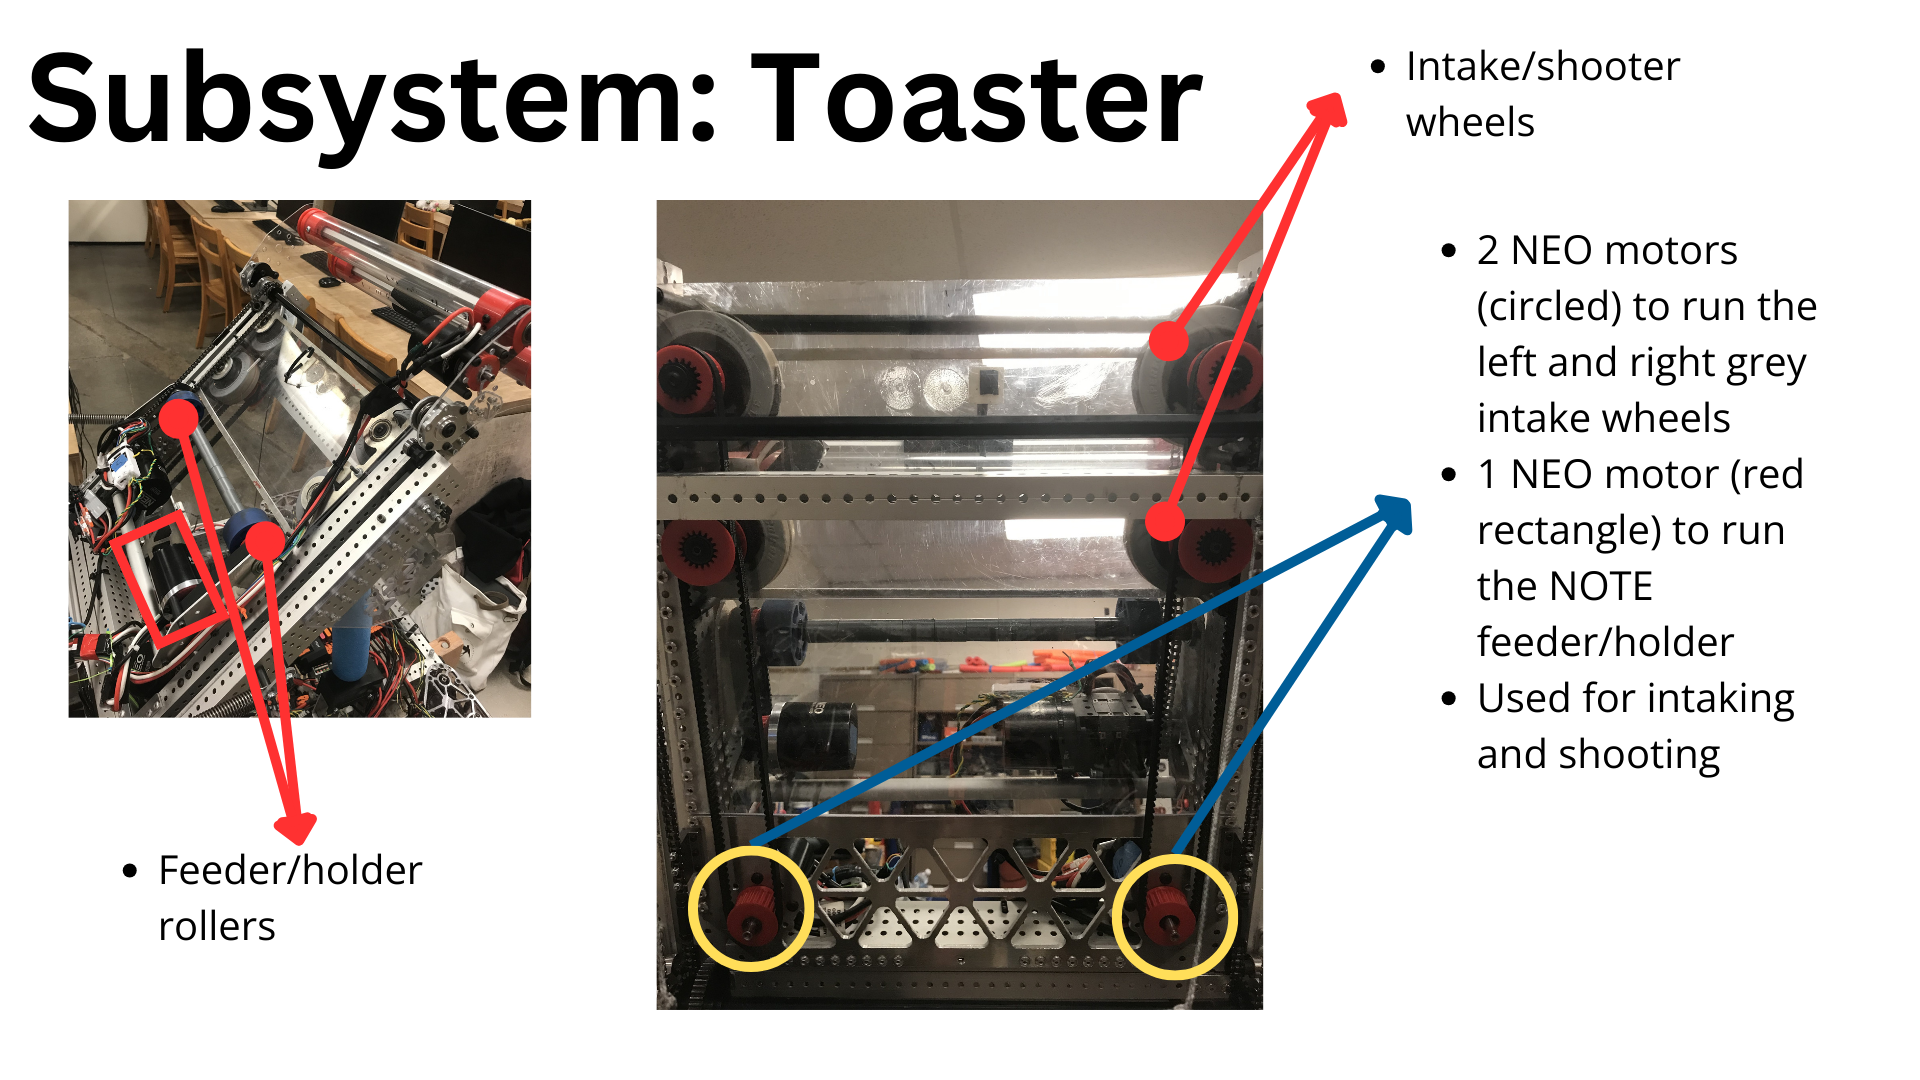 Subsystem: Toaster
Intake/shooter
wheels
2 NEO motors
(circled) to run the
left and right grey
intake wheels
1 NEO motor (red
rectangle) to run
the NOTE
feeder/holder
Used for intaking
and shooting
Feeder/holder
rollers